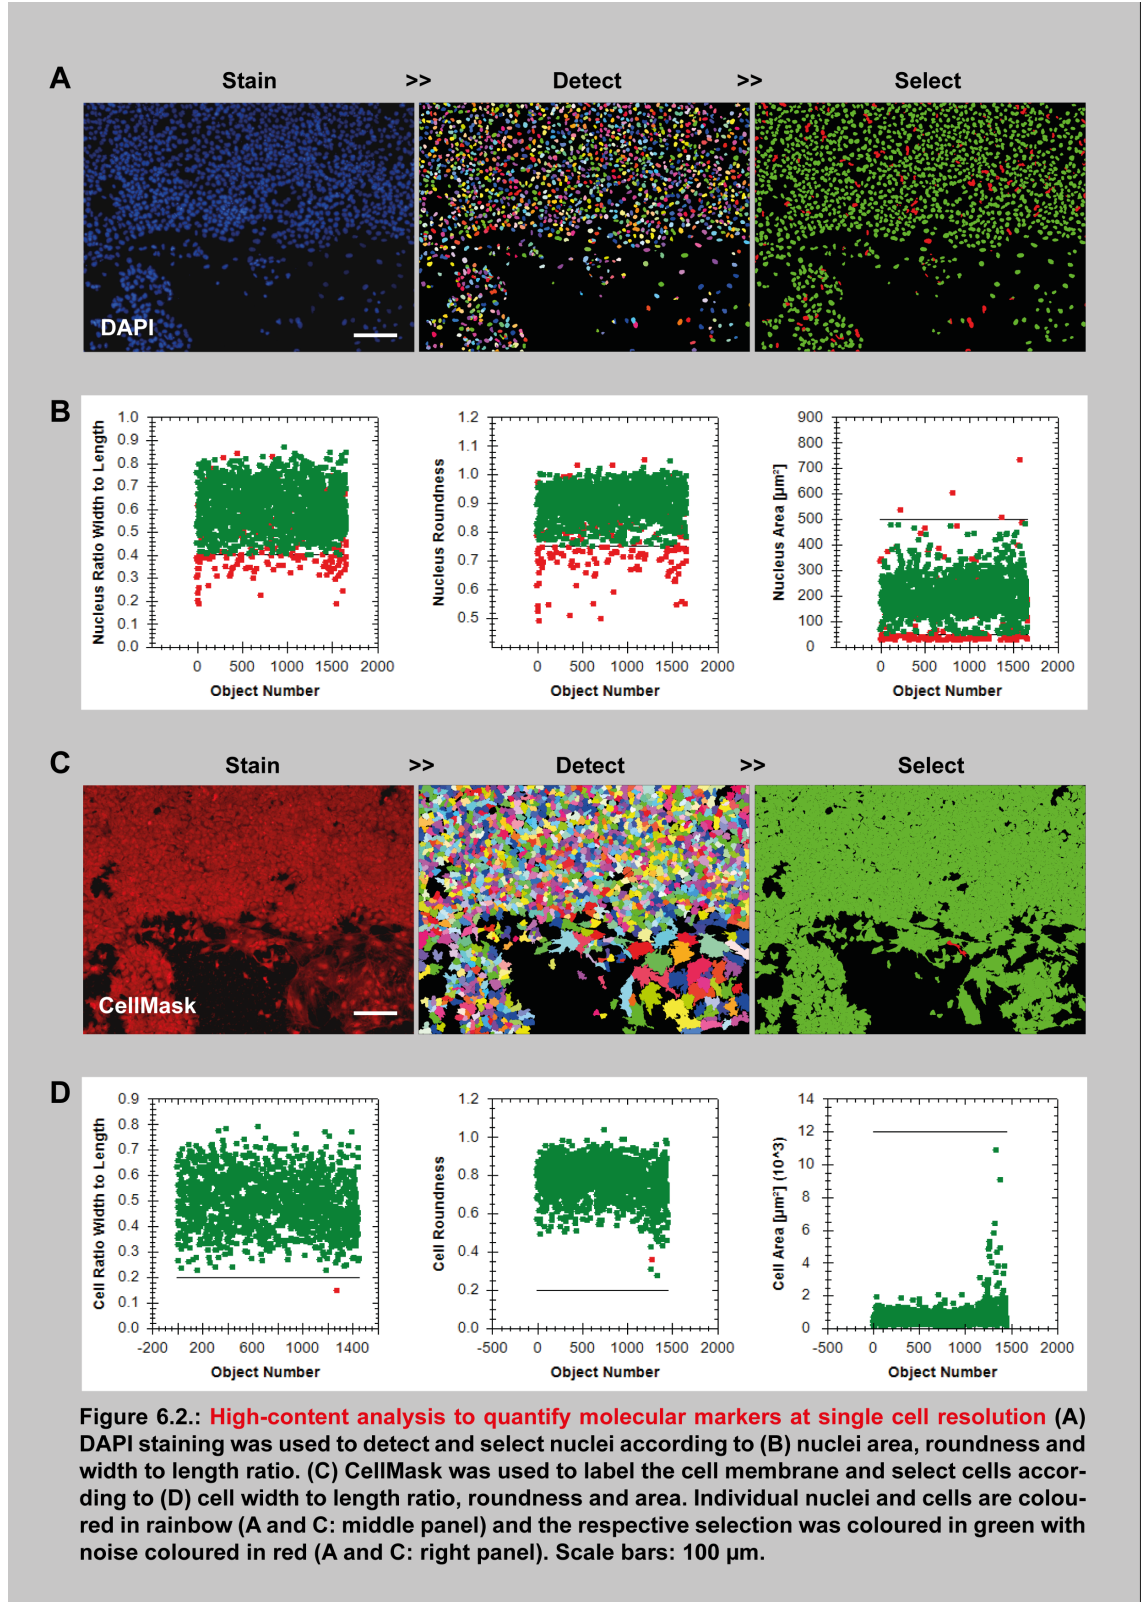 A
Stain >> Detect >> Select
DAPI
B
Nucleus Ratio Width to Length
1.0
0.9
0.8
0.7
0.6
0.5
0.4
0.3
0.2
0.1
0.0
0 500 1000 1500 2000
Object Number
Nucleus Roundness
1.2
1.1
1.0
0.9
0.8
0.7
0.6
0.5
0 500 1000 1500 2000
Object Number
Nucleus Area [µm²]
900
800
700
600
500
400
300
200
100
0
0 500 1000 1500 2000
Object Number
C
Stain >> Detect >> Select
CellMask
D
Cell Ratio Width to Length
0.9
0.8
0.7
0.6
0.5
0.4
0.3
0.2
0.1
0.0
-200 200 600 1000 1400
Object Number
Cell Roundness
1.2
1.0
0.8
0.6
0.4
0.2
0.0
-500 0 500 1000 1500 2000
Object Number
Cell Area [µm²] (10^3)
14
12
10
8
6
4
2
0
-500 0 500 1000 1500 2000
Object Number
Figure 6.2.: High-content analysis to quantify molecular markers at single cell resolution (A)
DAPI staining was used to detect and select nuclei according to (B) nuclei area, roundness and
width to length ratio. (C) CellMask was used to label the cell membrane and select cells accor-
ding to (D) cell width to length ratio, roundness and area. Individual nuclei and cells are colou-
red in rainbow (A and C: middle panel) and the respective selection was coloured in green with
noise coloured in red (A and C: right panel). Scale bars: 100 µm.